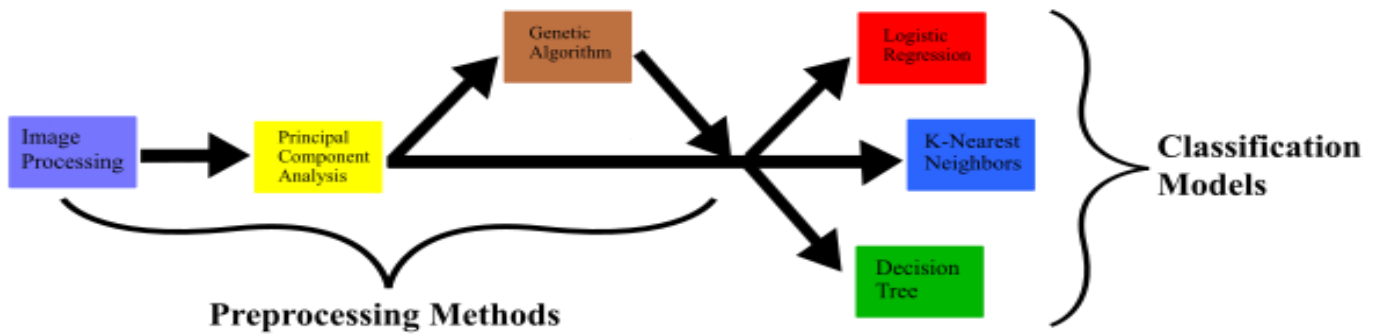 Image
Processing
Principal
Component
Analysis
Genetic
Algorithm
Logistic
Regression
K-Nearest
Neighbors
Decision
Tree
Classification
Models
Preprocessing Methods